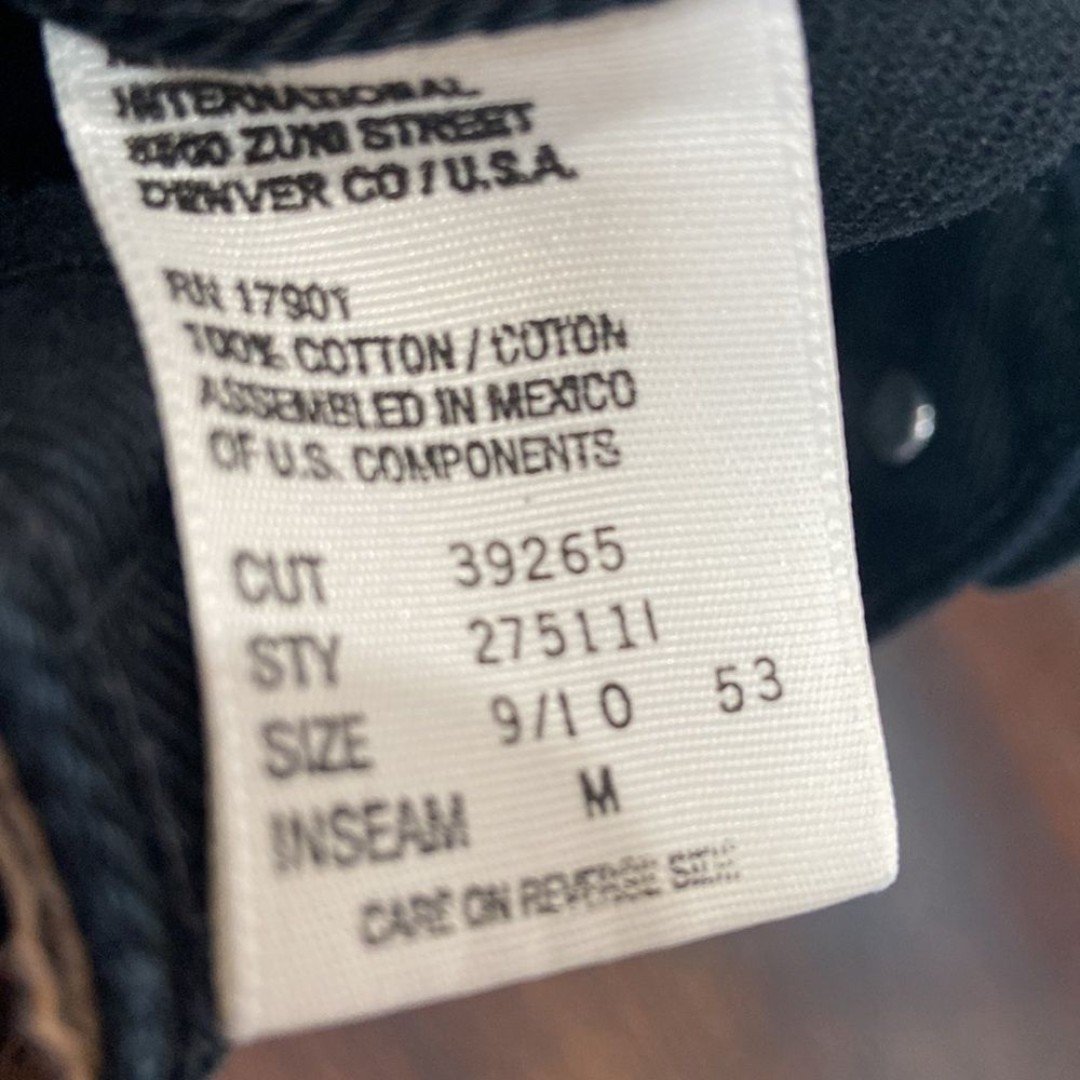 INTERNATIONAL
8500 ZUNI STREET
DENVER CO / U.S.A.
RN 17901
100% COTTON / COTON
ASSEMBLED IN MEXICO
OF U.S. COMPONENTS
CUT 39265
STY 275111
SIZE 9/10 53
INSEAM M
CARE ON REVERSE SIDE